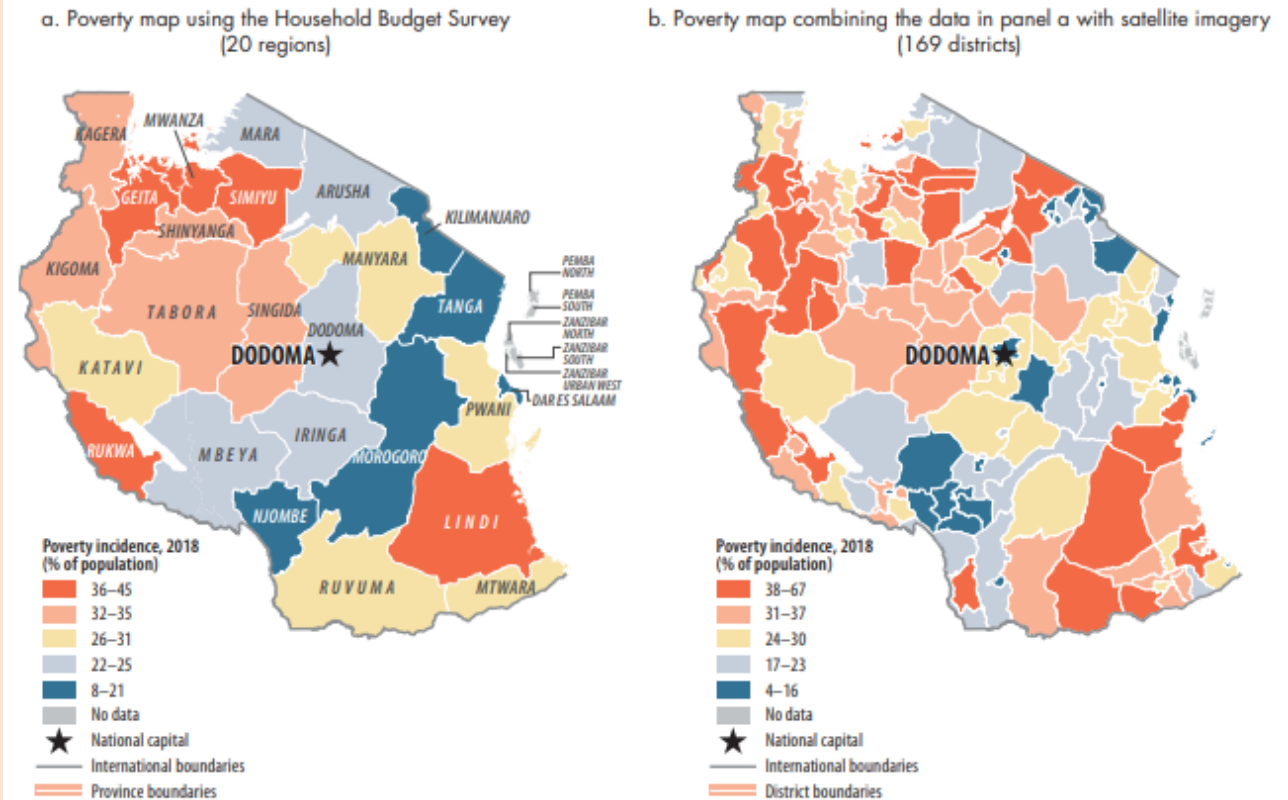 a. Poverty map using the Household Budget Survey
(20 regions)
KAGERA
MWANZA
MARA
GEITA
SIMIYU
ARUSHA
SHINYANGA
KILIMANJARO
KIGOMA
MANYARA
TABORA
SINGIDA
TANGA
DODOMA
DODOMA
KATAVI
PEMBA
NORTH
PEMBA
SOUTH
ZANZIBAR
NORTH
ZANZIBAR
SOUTH
ZANZIBAR
URBAN WEST
DAR ES SALAAM
PWANI
RUKWA
MBEYA
IRINGA
MOROGORO
NJOMBE
LINDI
RUVUMA
MTWARA
Poverty incidence, 2018
(% of population)
36–45
32–35
26–31
22–25
8–21
No data
National capital
International boundaries
Province boundaries
b. Poverty map combining the data in panel a with satellite imagery
(169 districts)
DODOMA
Poverty incidence, 2018
(% of population)
38–67
31–37
24–30
17–23
4–16
No data
National capital
International boundaries
District boundaries